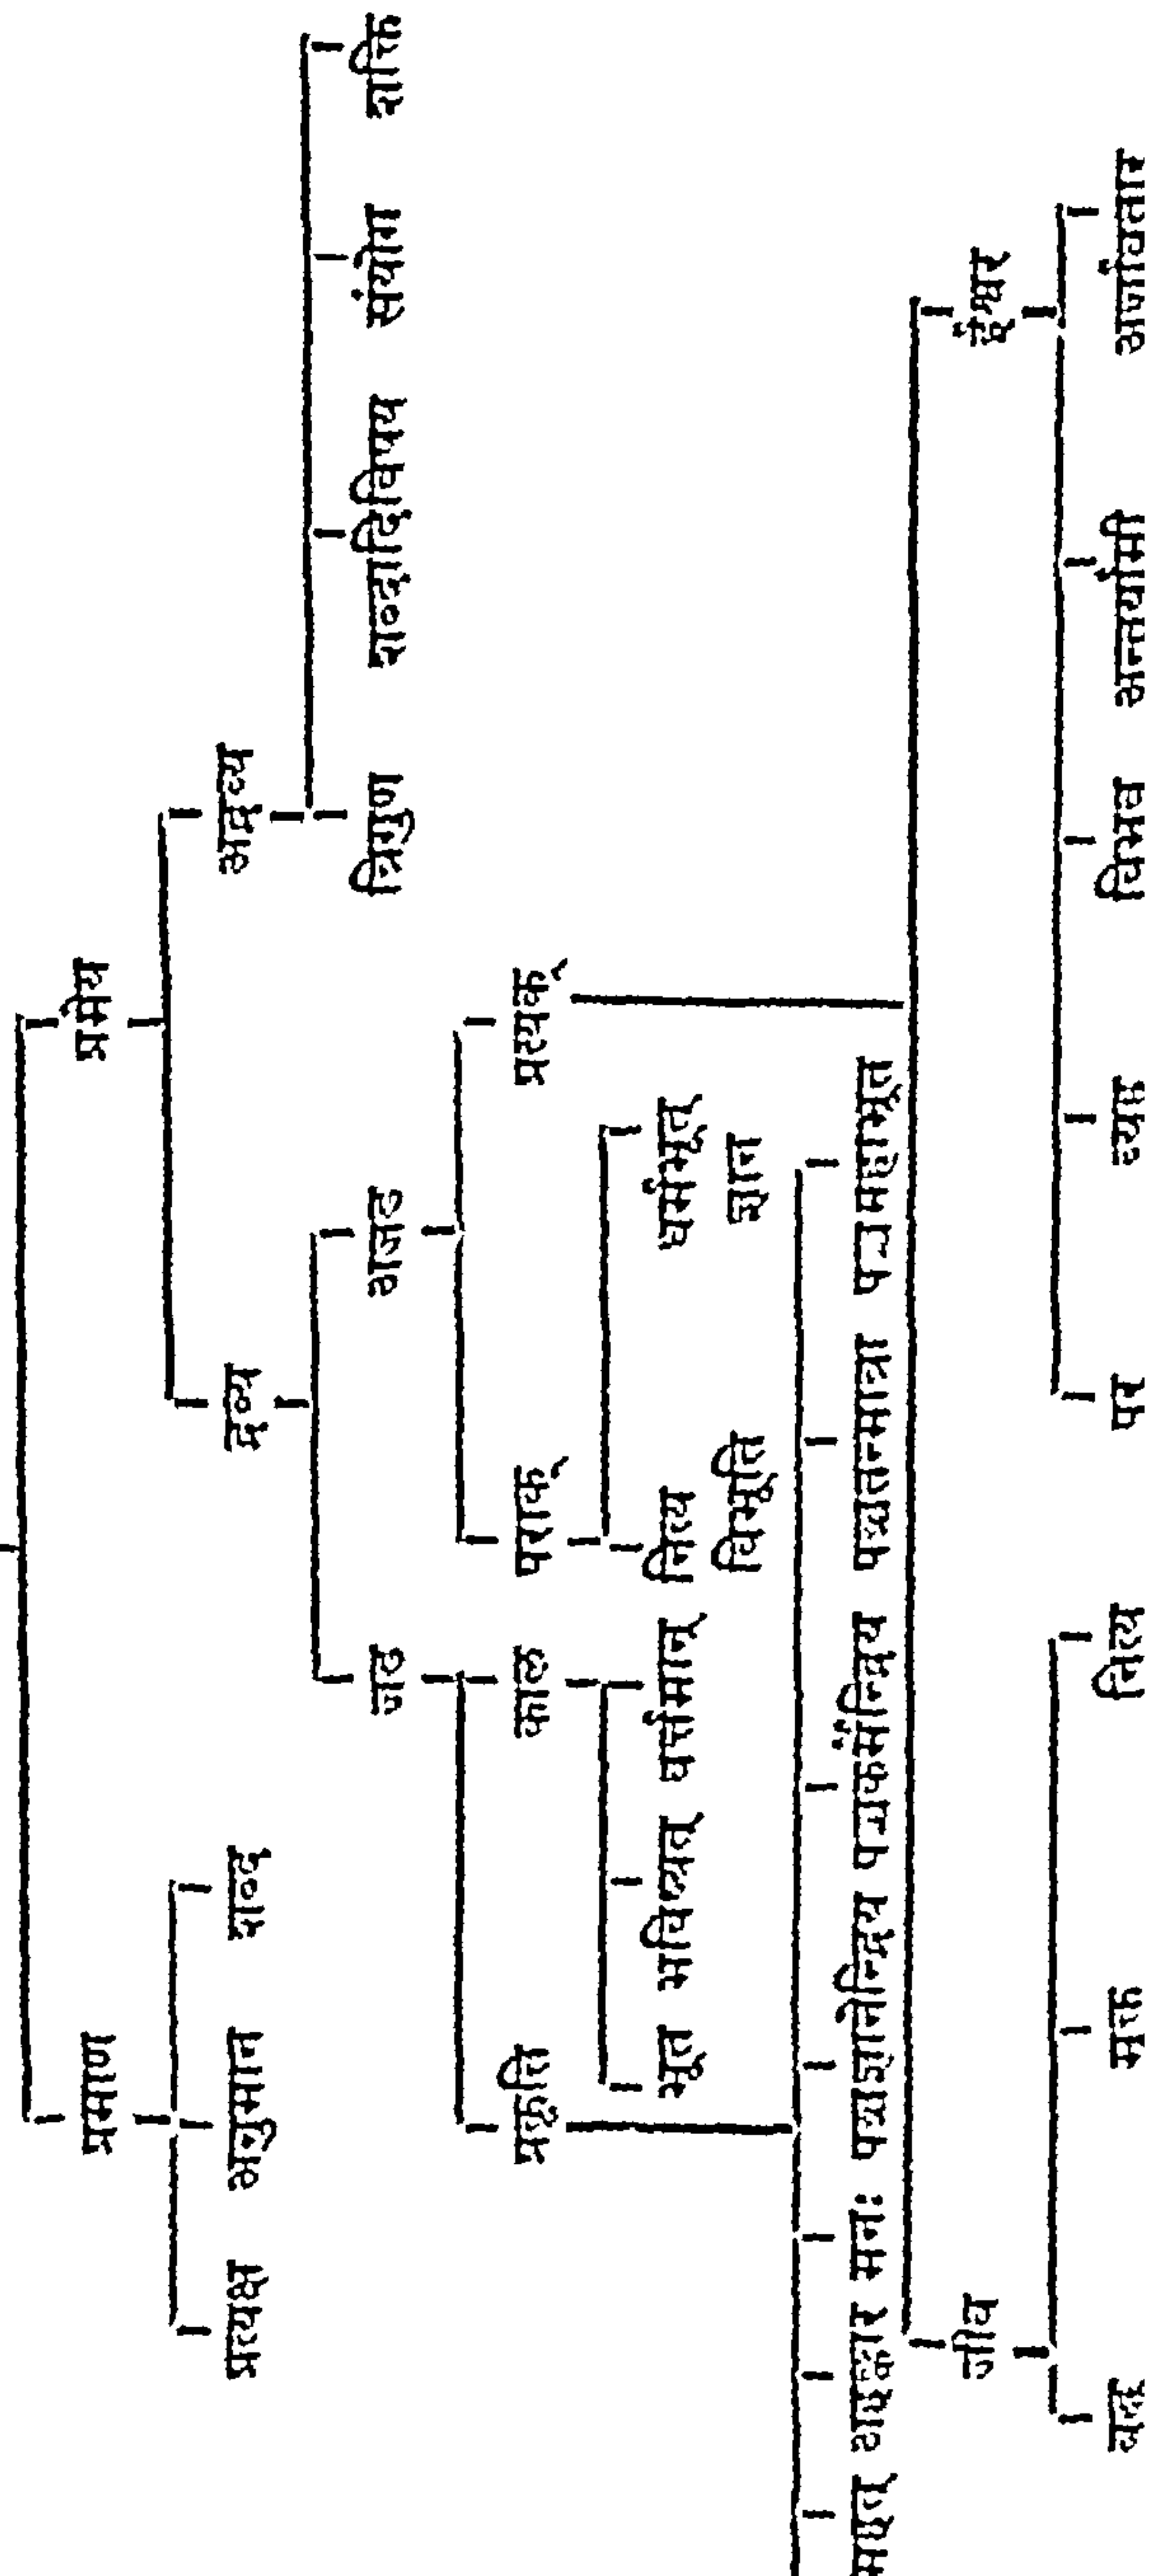 प्रमाण प्रमेय
प्रत्यक्ष अनुमान शब्द द्रव्य अद्रव्य
जड अजड त्रिगुण शब्दादिविषय संयोग शक्ति
प्रकृति काल पराक् प्रत्यक्
भूत भविष्यत् वर्त्तमान् नित्य धर्मभूत्
विभूति ज्ञान
महत् अहङ्कार मनः पञ्चज्ञानेन्द्रिय पञ्चकर्मेन्द्रिय पञ्चतन्मात्रा पञ्चमहाभूत
जीव ईश्वर
बद्ध मुक्त नित्य पर व्यूह विभव अन्तर्यामी अर्चावतार